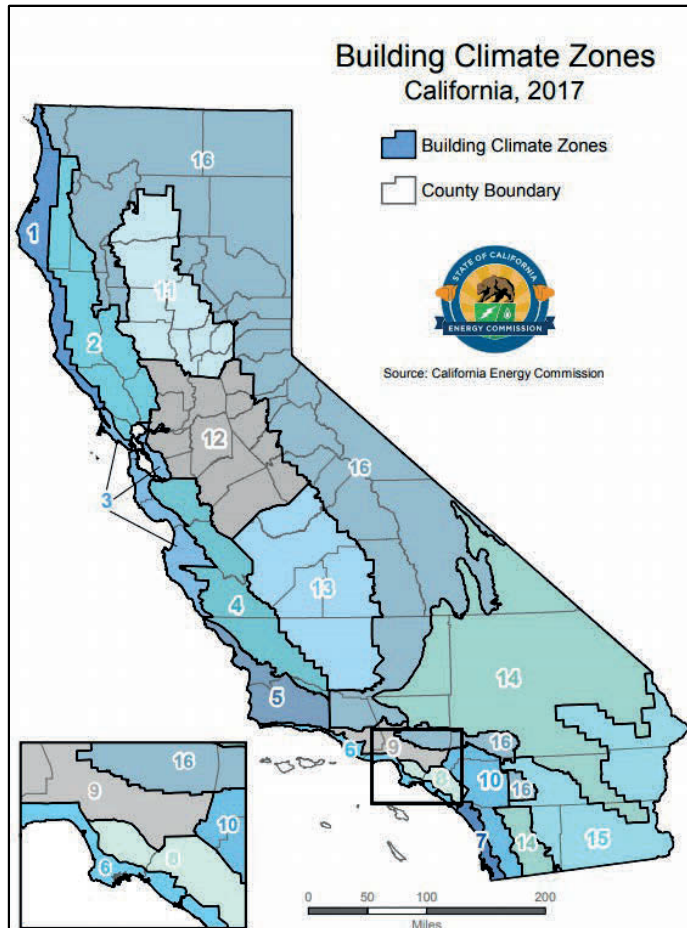 Building Climate Zones
California, 2017
Building Climate Zones
County Boundary
STATE OF CALIFORNIA
ENERGY COMMISSION
Source: California Energy Commission
16
1
11
2
12
16
3
13
4
14
5
6
9
16
8
10
16
7
14
15
16
9
10
8
6
0 50 100 200
Miles